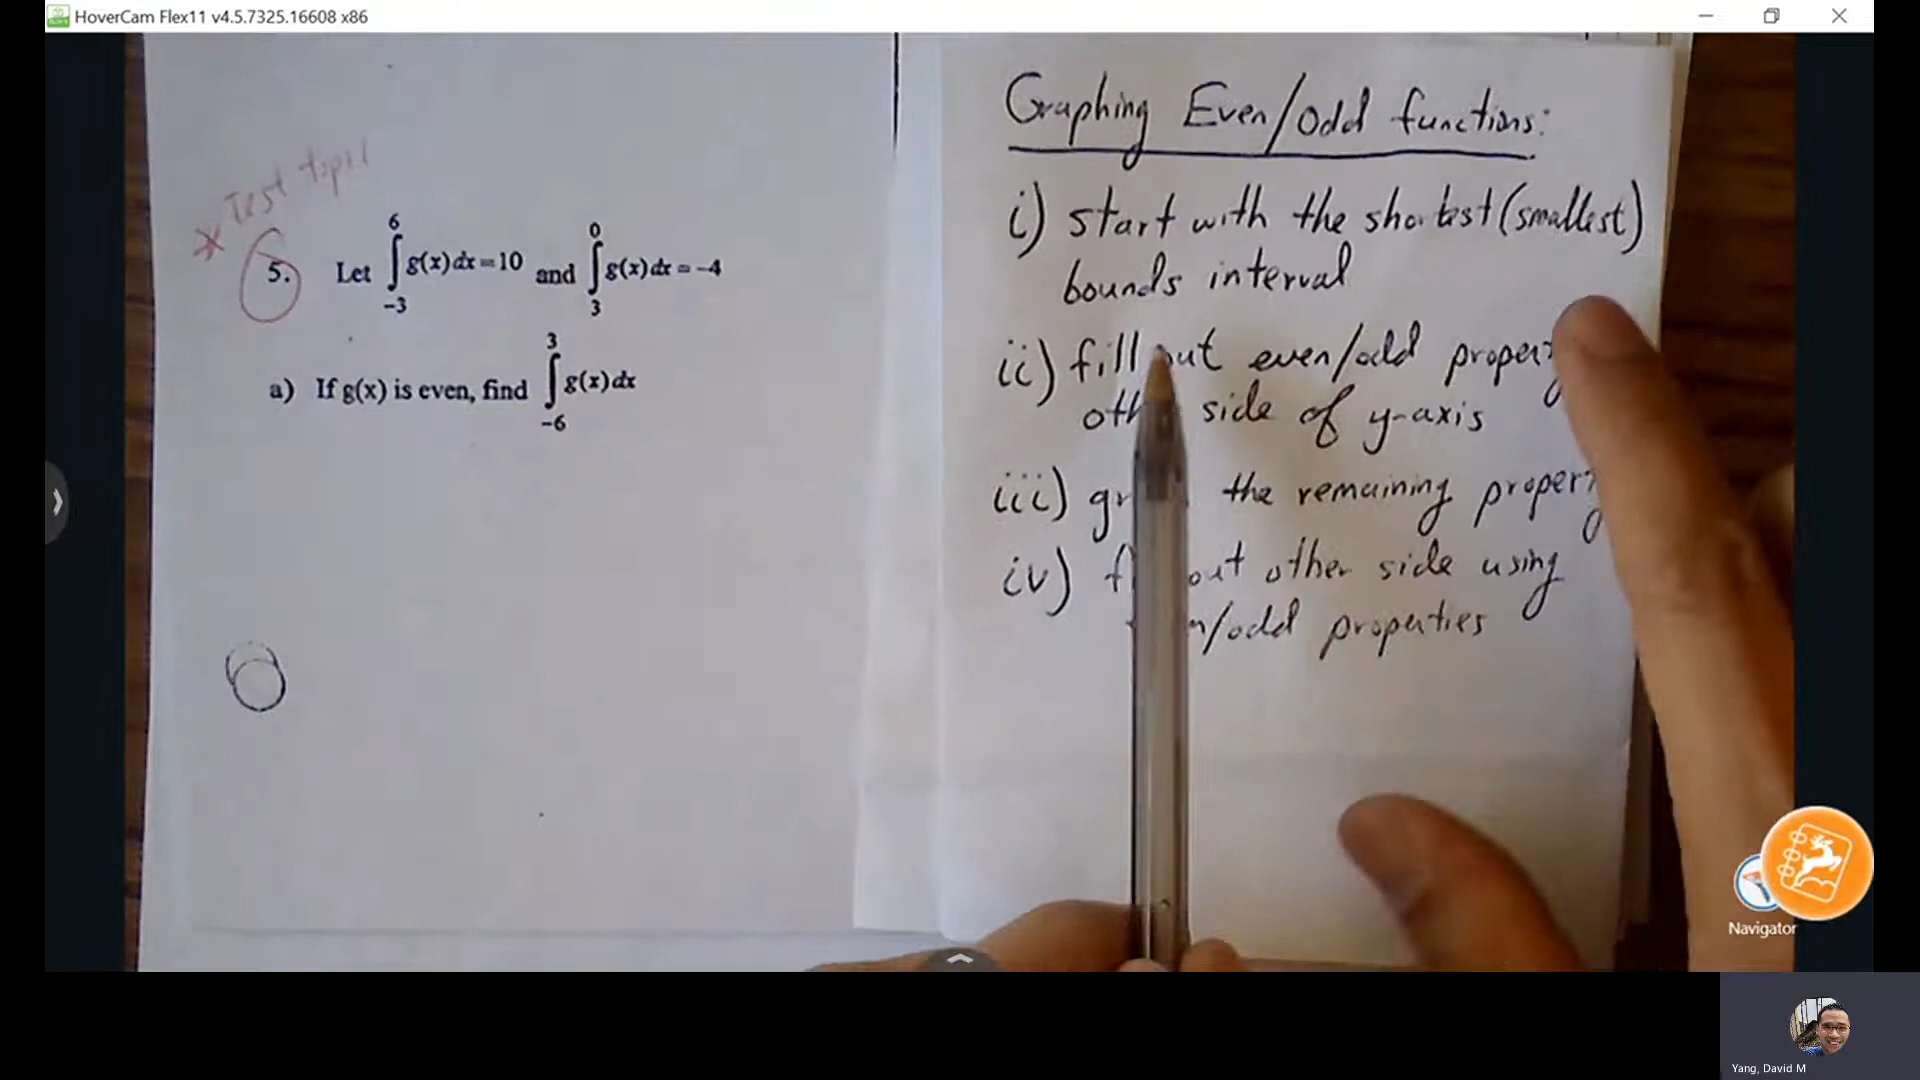 HoverCam Flex11 v4.5.7325.16608 x86
* Test topic
5. Let ∫_{-3}^{6} g(x)dx = 10 and ∫_{3}^{0} g(x)dx = -4
a) If g(x) is even, find ∫_{-6}^{3} g(x)dx
Graphing Even/Odd functions:
i) start with the shortest (smallest)
bounds interval
ii) fill out even/odd
side of y-axis
iii) the remaining
iv) out other side using
/odd properties
Navigator
Yang, David M